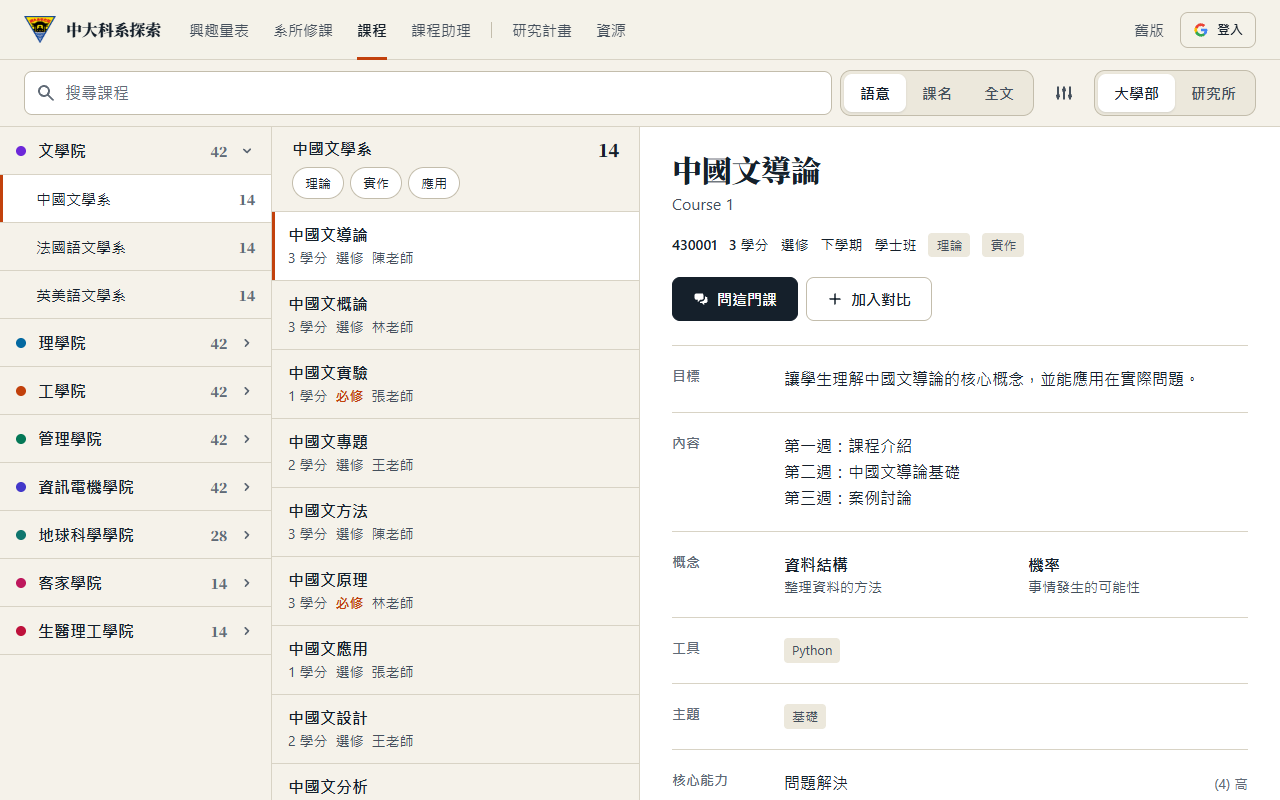 中大科系探索
興趣量表
系所修課
課程
課程助理
研究計畫
資源
舊版
登入
搜尋課程
語意
課名
全文
大學部
研究所
文學院 42
中國文學系 14
法國語文學系 14
英美語文學系 14
理學院 42
工學院 42
管理學院 42
資訊電機學院 42
地球科學學院 28
客家學院 14
生醫理工學院 14
中國文學系 14
理論 實作 應用
中國文導論
3 學分 選修 陳老師
中國文概論
3 學分 選修 林老師
中國文實驗
1 學分 必修 張老師
中國文專題
2 學分 選修 王老師
中國文方法
3 學分 選修 陳老師
中國文原理
3 學分 必修 林老師
中國文應用
1 學分 選修 張老師
中國文設計
2 學分 選修 王老師
中國文分析
中國文導論
Course 1
430001 3 學分 選修 下學期 學士班 理論 實作
問這門課
加入對比
目標
讓學生理解中國文導論的核心概念，並能應用在實際問題。
內容
第一週：課程介紹
第二週：中國文導論基礎
第三週：案例討論
概念
資料結構
整理資料的方法
機率
事情發生的可能性
工具
Python
主題
基礎
核心能力
問題解決 (4) 高